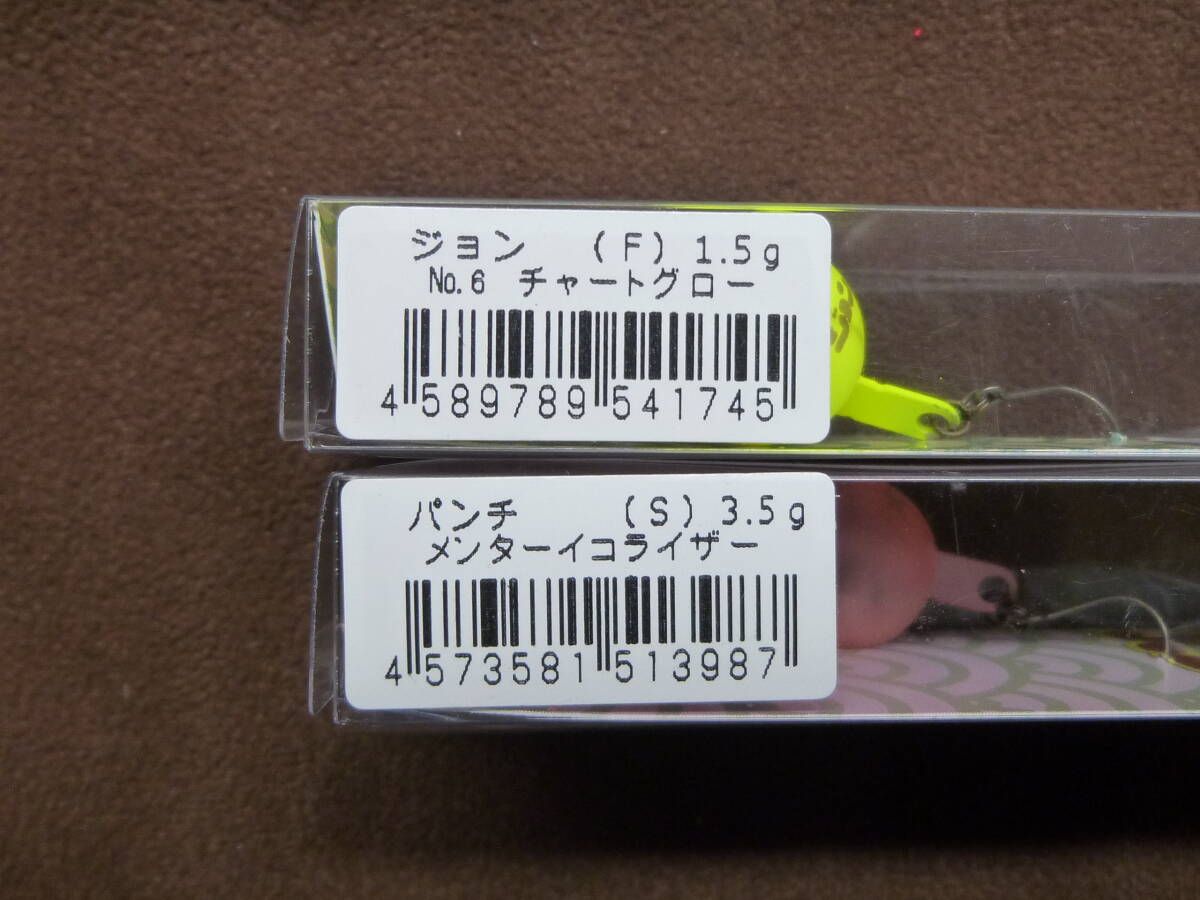 ジョン （F）1.5g
No.6 チャートグロー
4 589789 541745
パンチ （S）3.5g
メンターイコライザー
4 573581 513987